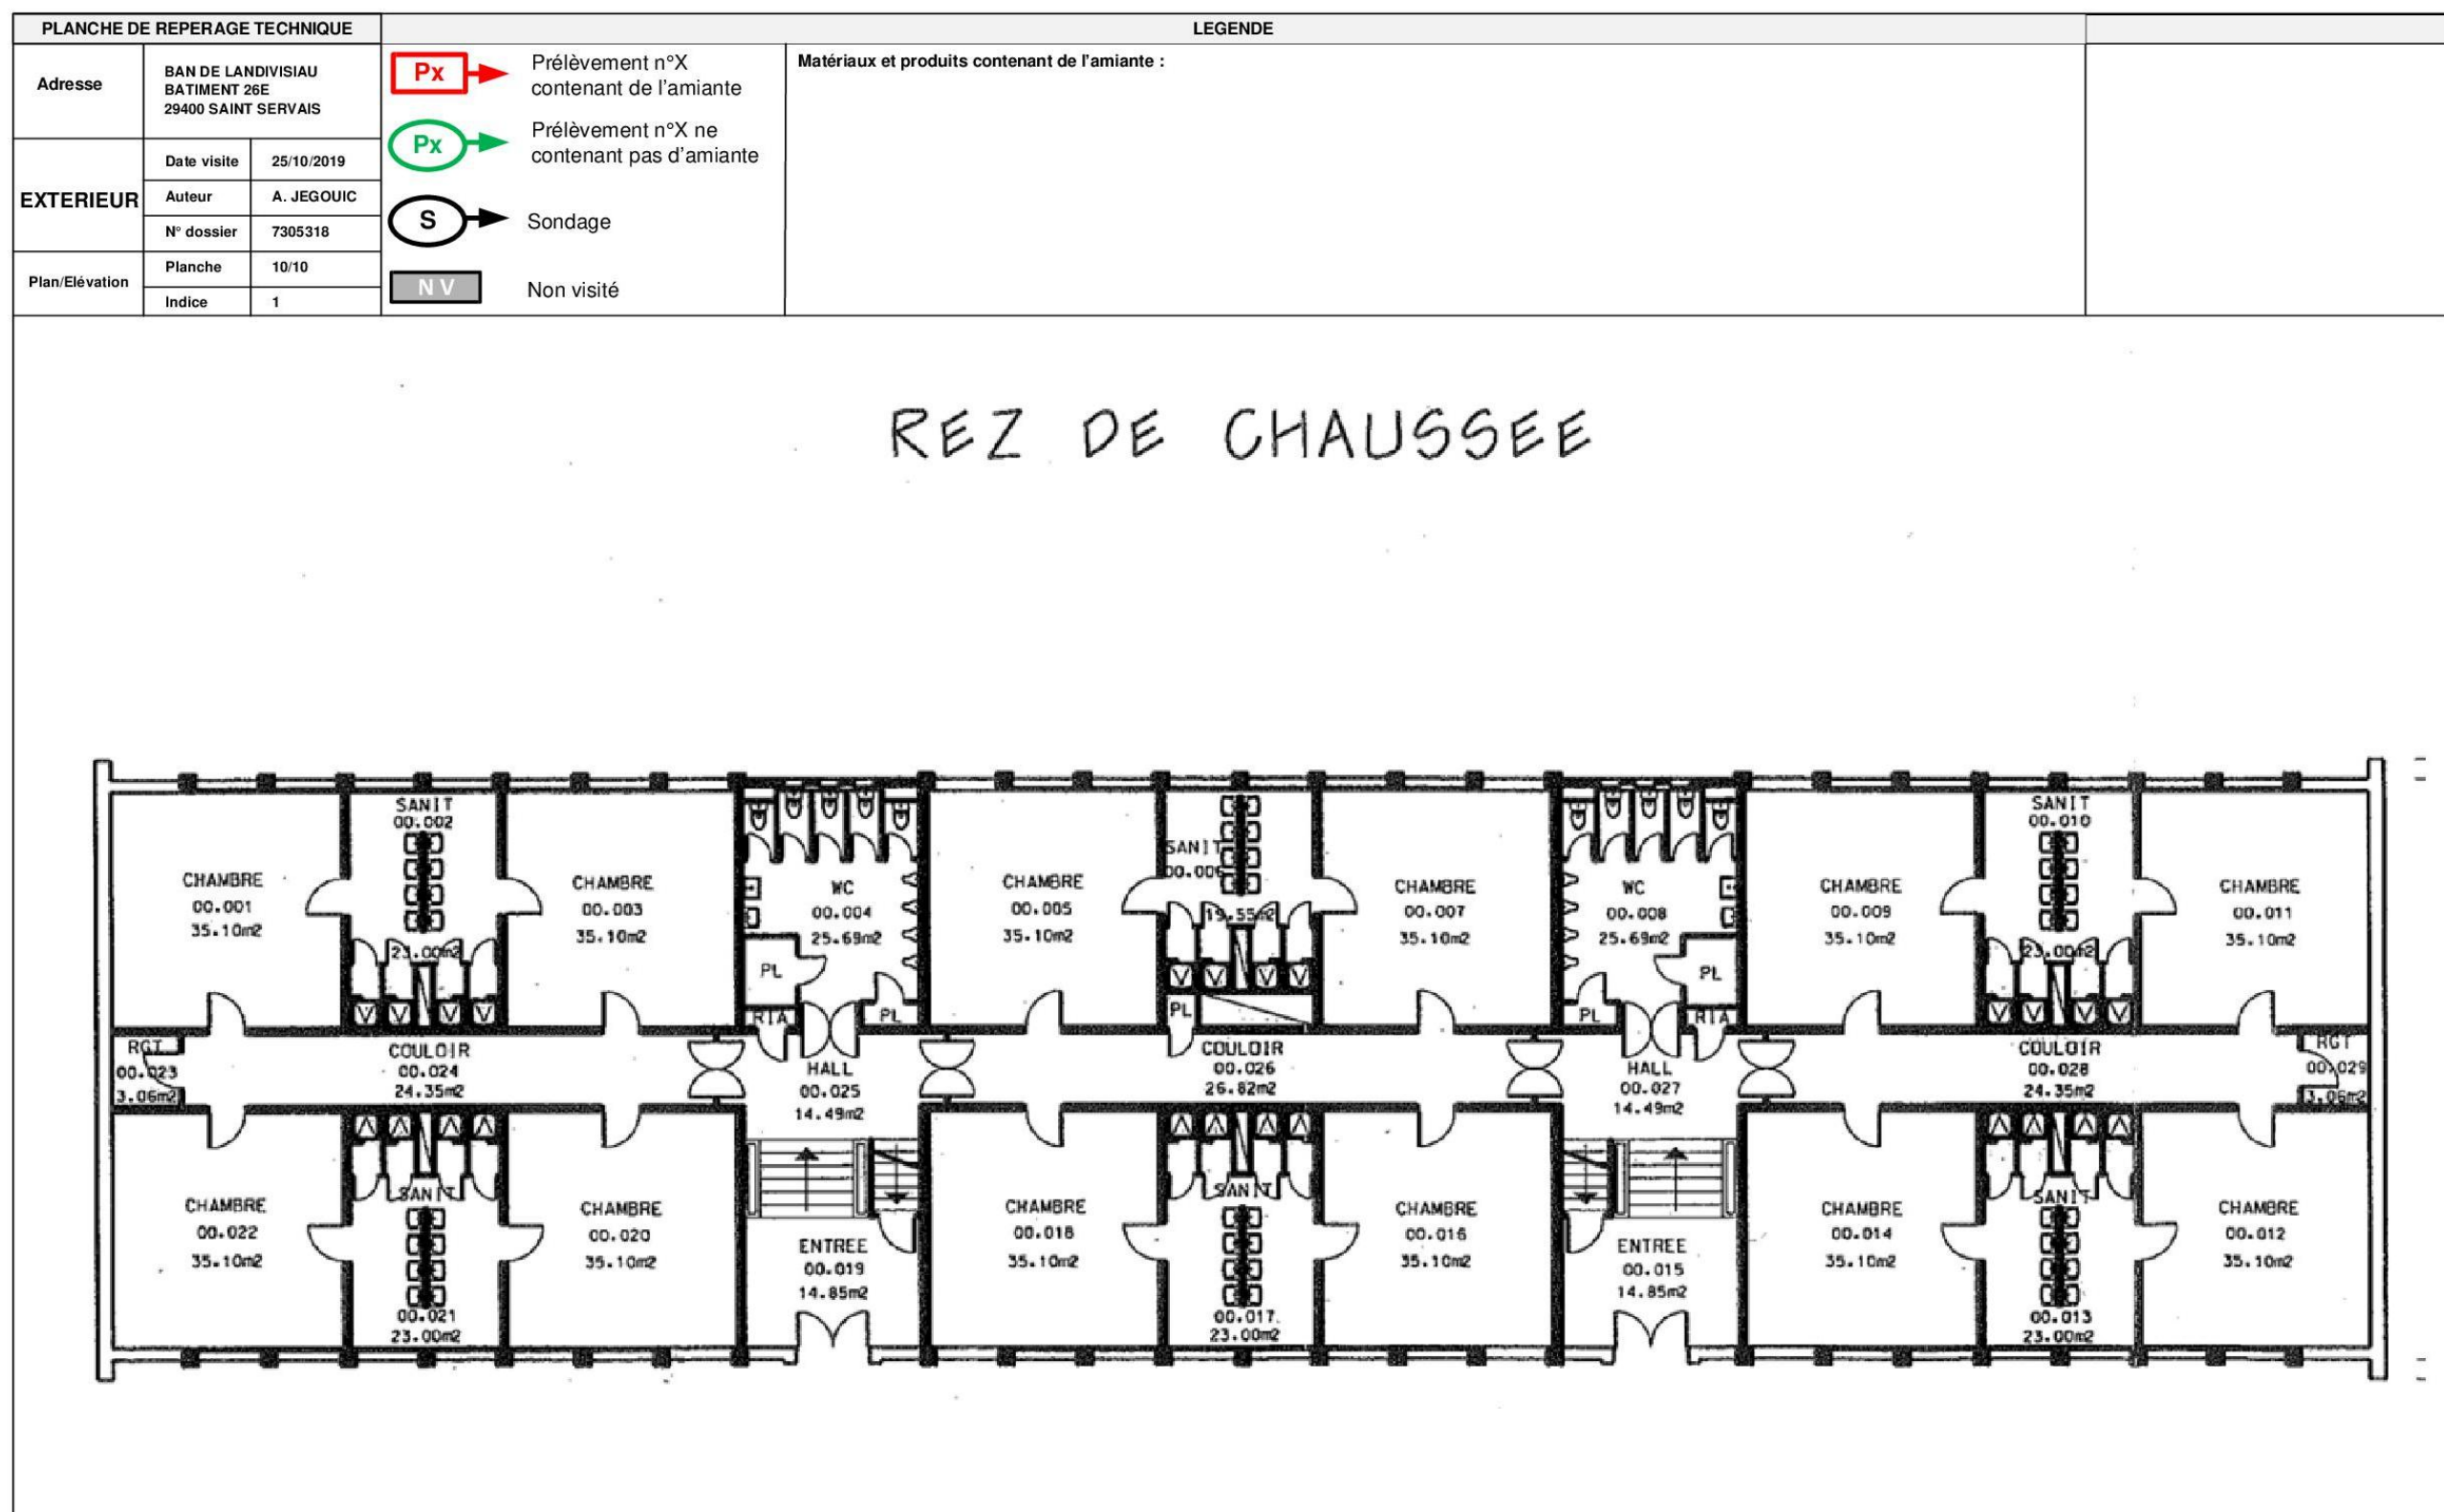 PLANCHE DE REPERAGE TECHNIQUE
LEGENDE
Adresse
BAN DE LANDIVISIAU
BATIMENT 26E
29400 SAINT SERVAIS
EXTERIEUR
Date visite 25/10/2019
Auteur A. JEGOUIC
N° dossier 7305318
Plan/Elévation
Planche 10/10
Indice 1
Px
Prélèvement n°X
contenant de l'amiante
Px
Prélèvement n°X ne
contenant pas d'amiante
S
Sondage
N V
Non visité
Matériaux et produits contenant de l'amiante :
REZ DE CHAUSSEE
CHAMBRE
00.001
35.10m2
SANIT
00.002
23.00m2
CHAMBRE
00.003
35.10m2
WC
00.004
25.69m2
PL
RIA
PL
CHAMBRE
00.005
35.10m2
SANIT
00.006
19.55m2
PL
CHAMBRE
00.007
35.10m2
WC
00.008
25.69m2
PL
PL
RIA
CHAMBRE
00.009
35.10m2
SANIT
00.010
23.00m2
CHAMBRE
00.011
35.10m2
RGT
00.023
3.06m2
COULOIR
00.024
24.35m2
HALL
00.025
14.49m2
COULOIR
00.026
26.82m2
HALL
00.027
14.49m2
COULOIR
00.028
24.35m2
RGT
00.029
3.06m2
CHAMBRE
00.022
35.10m2
SANIT
00.021
23.00m2
CHAMBRE
00.020
35.10m2
ENTREE
00.019
14.85m2
CHAMBRE
00.018
35.10m2
SANIT
00.017
23.00m2
CHAMBRE
00.016
35.10m2
ENTREE
00.015
14.85m2
CHAMBRE
00.014
35.10m2
SANIT
00.013
23.00m2
CHAMBRE
00.012
35.10m2